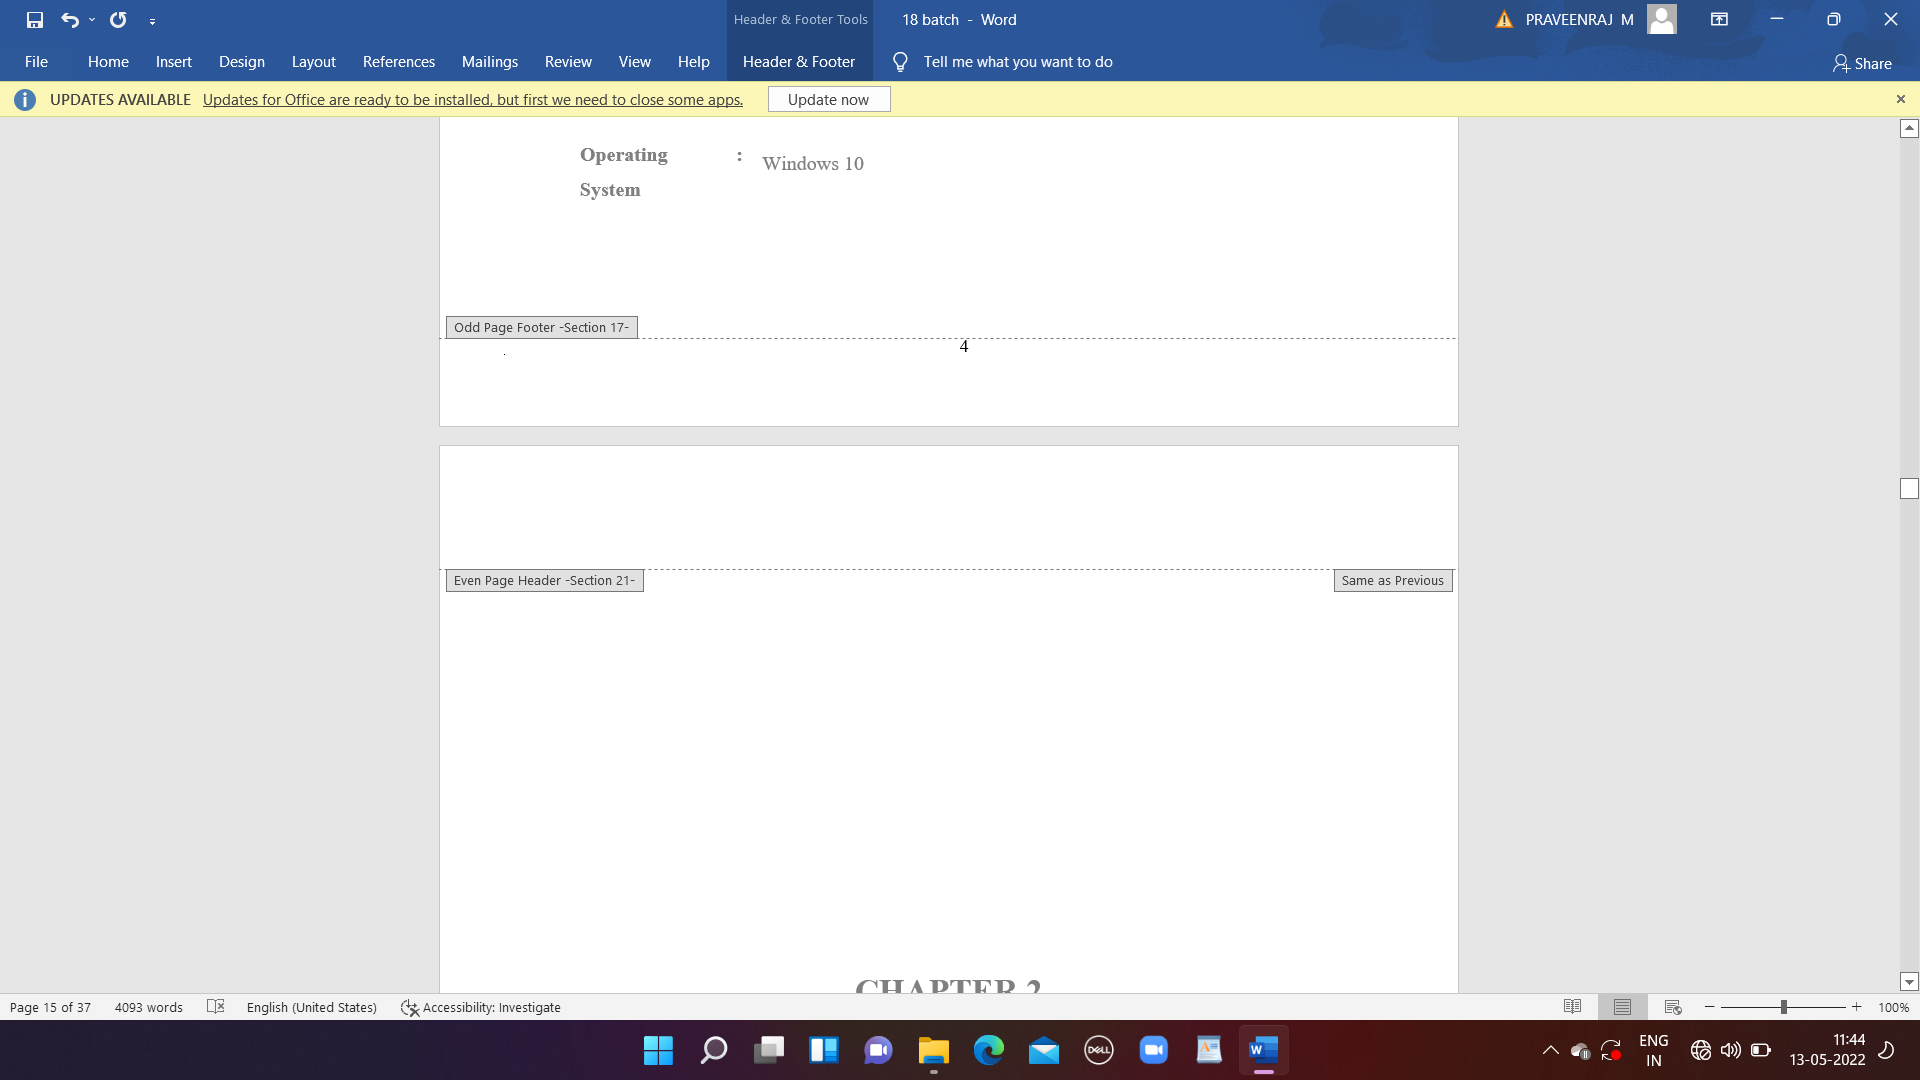 Header & Footer Tools
18 batch - Word
PRAVEENRAJ M
File Home Insert Design Layout References Mailings Review View Help Header & Footer Tell me what you want to do Share
UPDATES AVAILABLE Updates for Office are ready to be installed, but first we need to close some apps. Update now
Operating : Windows 10
System
Odd Page Footer -Section 17-
4
Even Page Header -Section 21- Same as Previous
CHAPTER 2
Page 15 of 37 4093 words English (United States) Accessibility: Investigate 100%
DELL
W
ENG
IN
11:44
13-05-2022